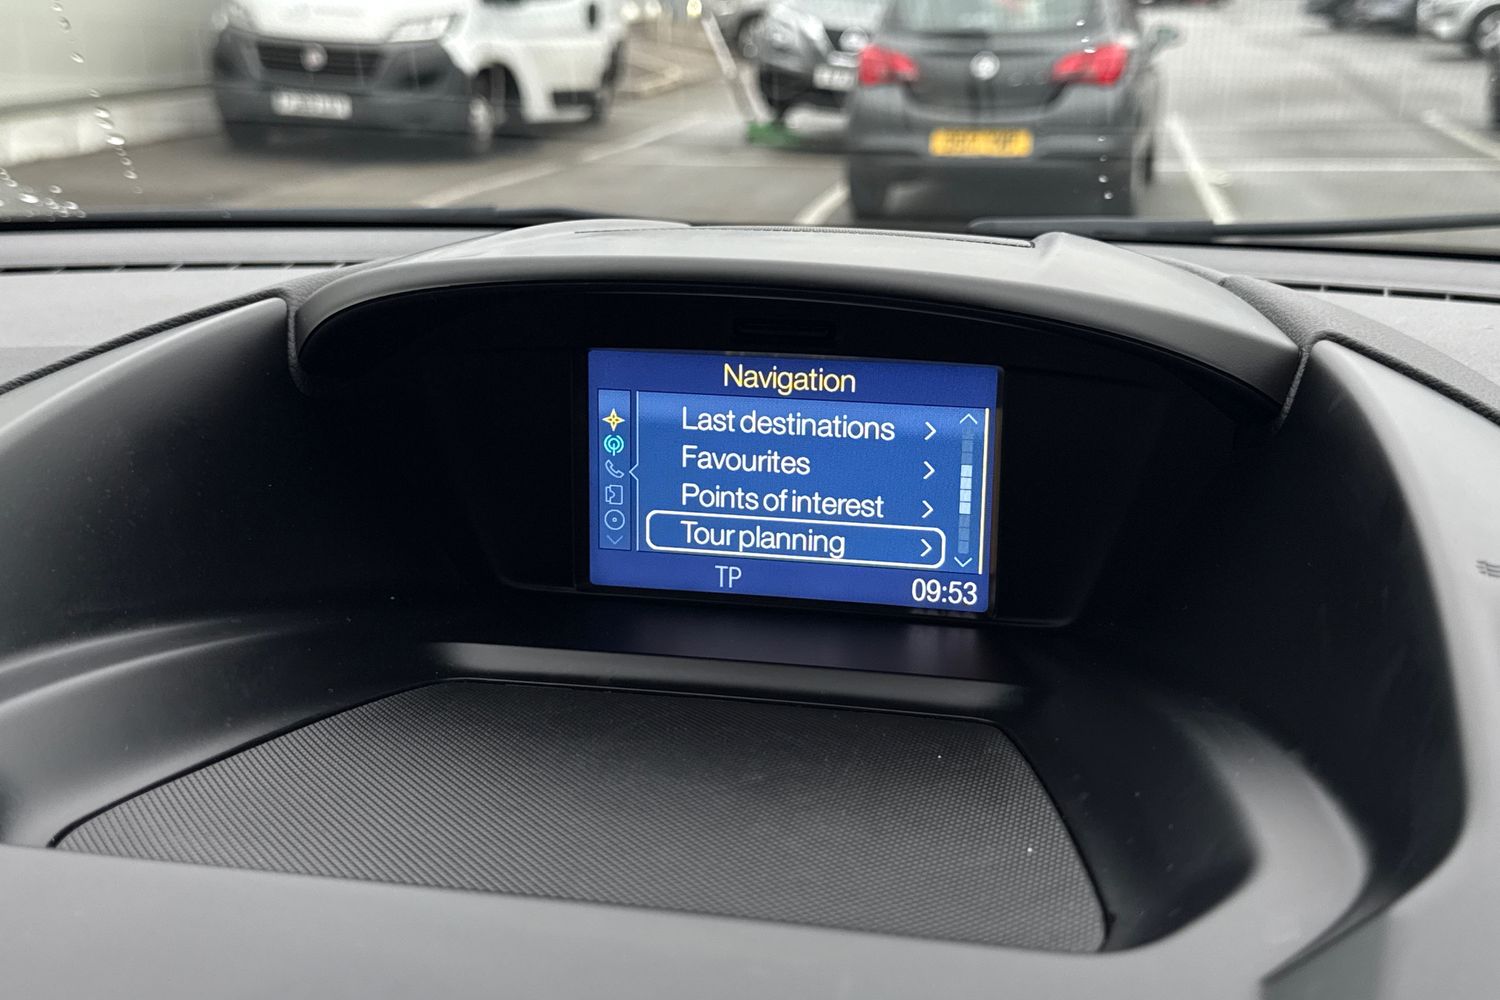 Navigation
Last destinations
Favourites
Points of interest
Tour planning
TP
09:53